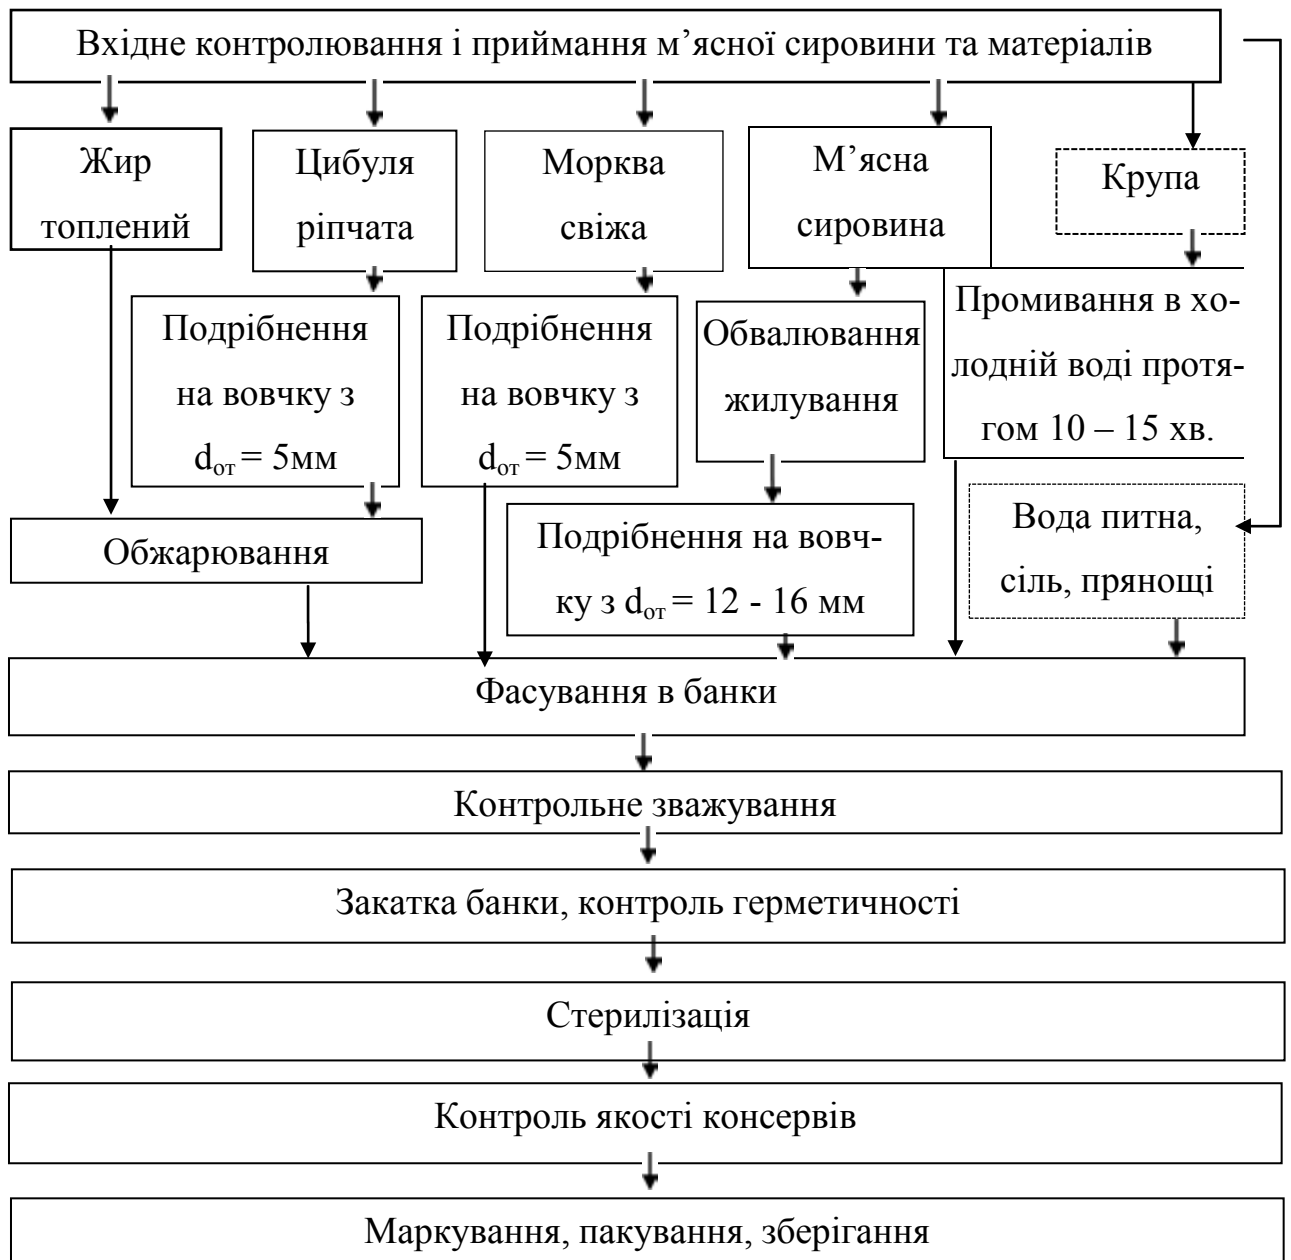 Вхідне контролювання і приймання м’ясної сировини та матеріалів
Жир
топлений
Цибуля
ріпчата
Морква
свіжа
М’ясна
сировина
Крупа
Подрібнення
на вовчку з
dот = 5мм
Подрібнення
на вовчку з
dот = 5мм
Обвалювання
жилування
Промивання в хо-
лодній воді протя-
гом 10 – 15 хв.
Обжарювання
Подрібнення на вовч-
ку з dот = 12 - 16 мм
Вода питна,
сіль, прянощі
Фасування в банки
Контрольне зважування
Закатка банки, контроль герметичності
Стерилізація
Контроль якості консервів
Маркування, пакування, зберігання